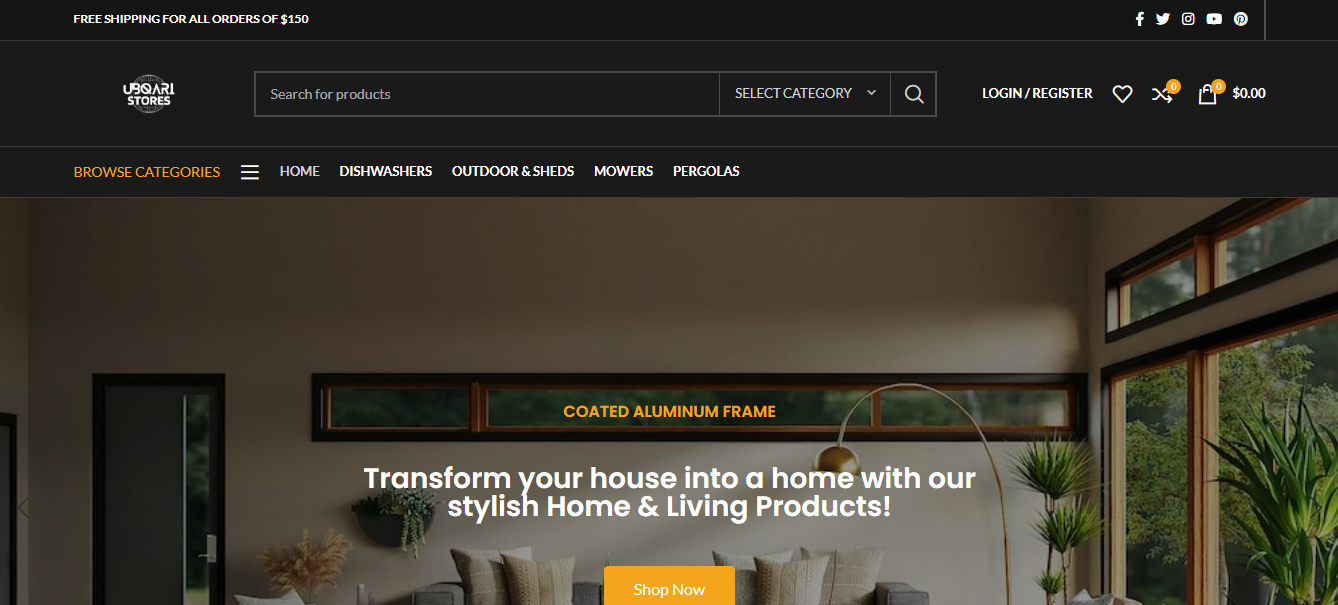 FREE SHIPPING FOR ALL ORDERS OF $150
UBQARI
STORES
Search for products
SELECT CATEGORY
LOGIN / REGISTER
0
0
$0.00
BROWSE CATEGORIES
HOME DISHWASHERS OUTDOOR & SHEDS MOWERS PERGOLAS
COATED ALUMINUM FRAME
Transform your house into a home with our
stylish Home & Living Products!
Shop Now